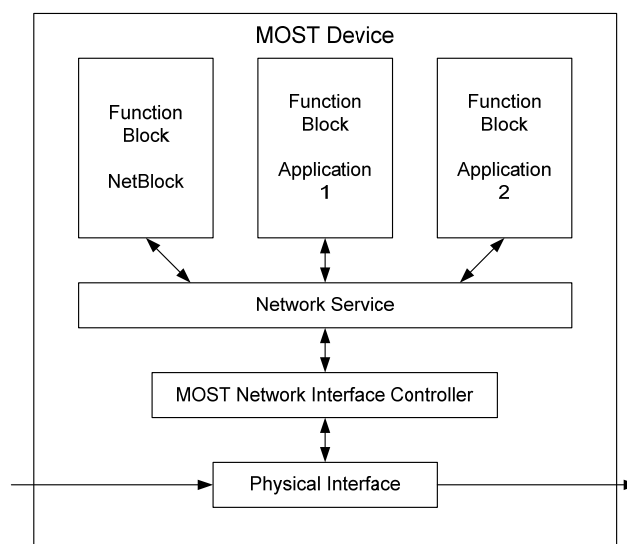 MOST Device
Function
Block
NetBlock
Function
Block
Application
1
Function
Block
Application
2
Network Service
MOST Network Interface Controller
Physical Interface